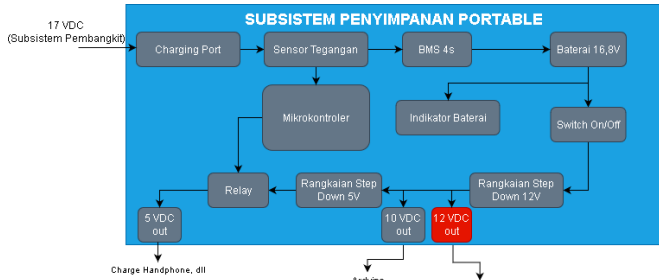 SUBSISTEM PENYIMPANAN PORTABLE
17 VDC
(Subsistem Pembangkit)
Charging Port
Sensor Tegangan
BMS 4s
Baterai 16,8V
Mikrokontroler
Indikator Baterai
Switch On/Off
Relay
Rangkaian Step
Down 5V
Rangkaian Step
Down 12V
5 VDC
out
10 VDC
out
12 VDC
out
Charge Handphone, dll